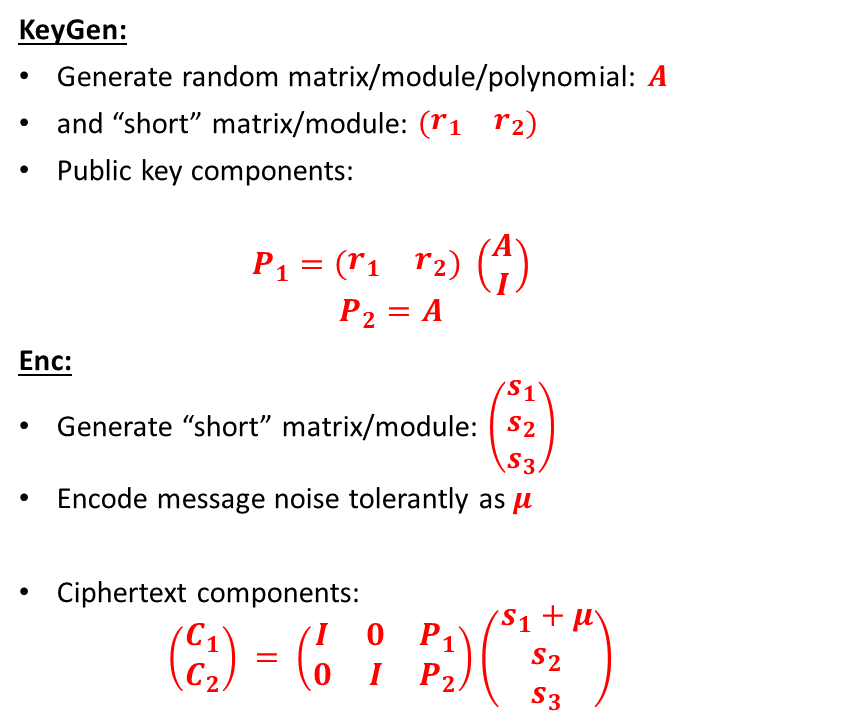 KeyGen:
• Generate random matrix/module/polynomial: A
• and “short” matrix/module: (r₁ r₂)
• Public key components:
P₁ = (r₁ r₂) (A
I)
P₂ = A
Enc:
• Generate “short” matrix/module: (s₁
s₂
s₃)
• Encode message noise tolerantly as μ
• Ciphertext components:
(C₁
C₂) = (I 0 P₁
0 I P₂) (s₁ + μ
s₂
s₃)